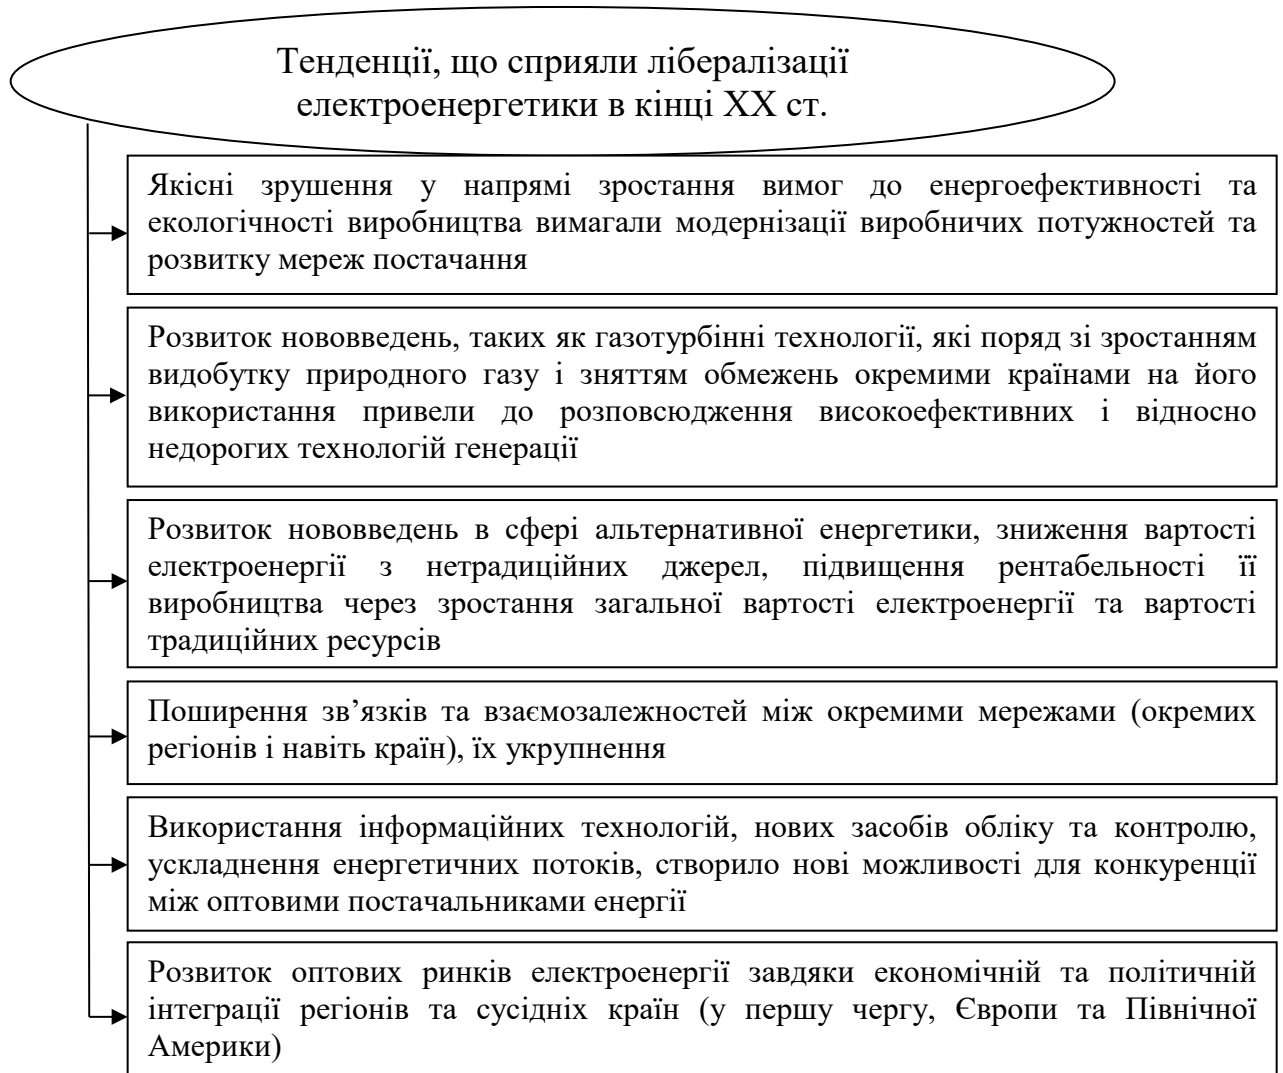 Тенденції, що сприяли лібералізації
електроенергетики в кінці ХХ ст.
Якісні зрушення у напрямі зростання вимог до енергоефективності та
екологічності виробництва вимагали модернізації виробничих потужностей та
розвитку мереж постачання
Розвиток нововведень, таких як газотурбінні технології, які поряд зі зростанням
видобутку природного газу і зняттям обмежень окремими країнами на його
використання привели до розповсюдження високоефективних і відносно
недорогих технологій генерації
Розвиток нововведень в сфері альтернативної енергетики, зниження вартості
електроенергії з нетрадиційних джерел, підвищення рентабельності її
виробництва через зростання загальної вартості електроенергії та вартості
традиційних ресурсів
Поширення зв’язків та взаємозалежностей між окремими мережами (окремих
регіонів і навіть країн), їх укрупнення
Використання інформаційних технологій, нових засобів обліку та контролю,
ускладнення енергетичних потоків, створило нові можливості для конкуренції
між оптовими постачальниками енергії
Розвиток оптових ринків електроенергії завдяки економічній та політичній
інтеграції регіонів та сусідніх країн (у першу чергу, Європи та Північної
Америки)